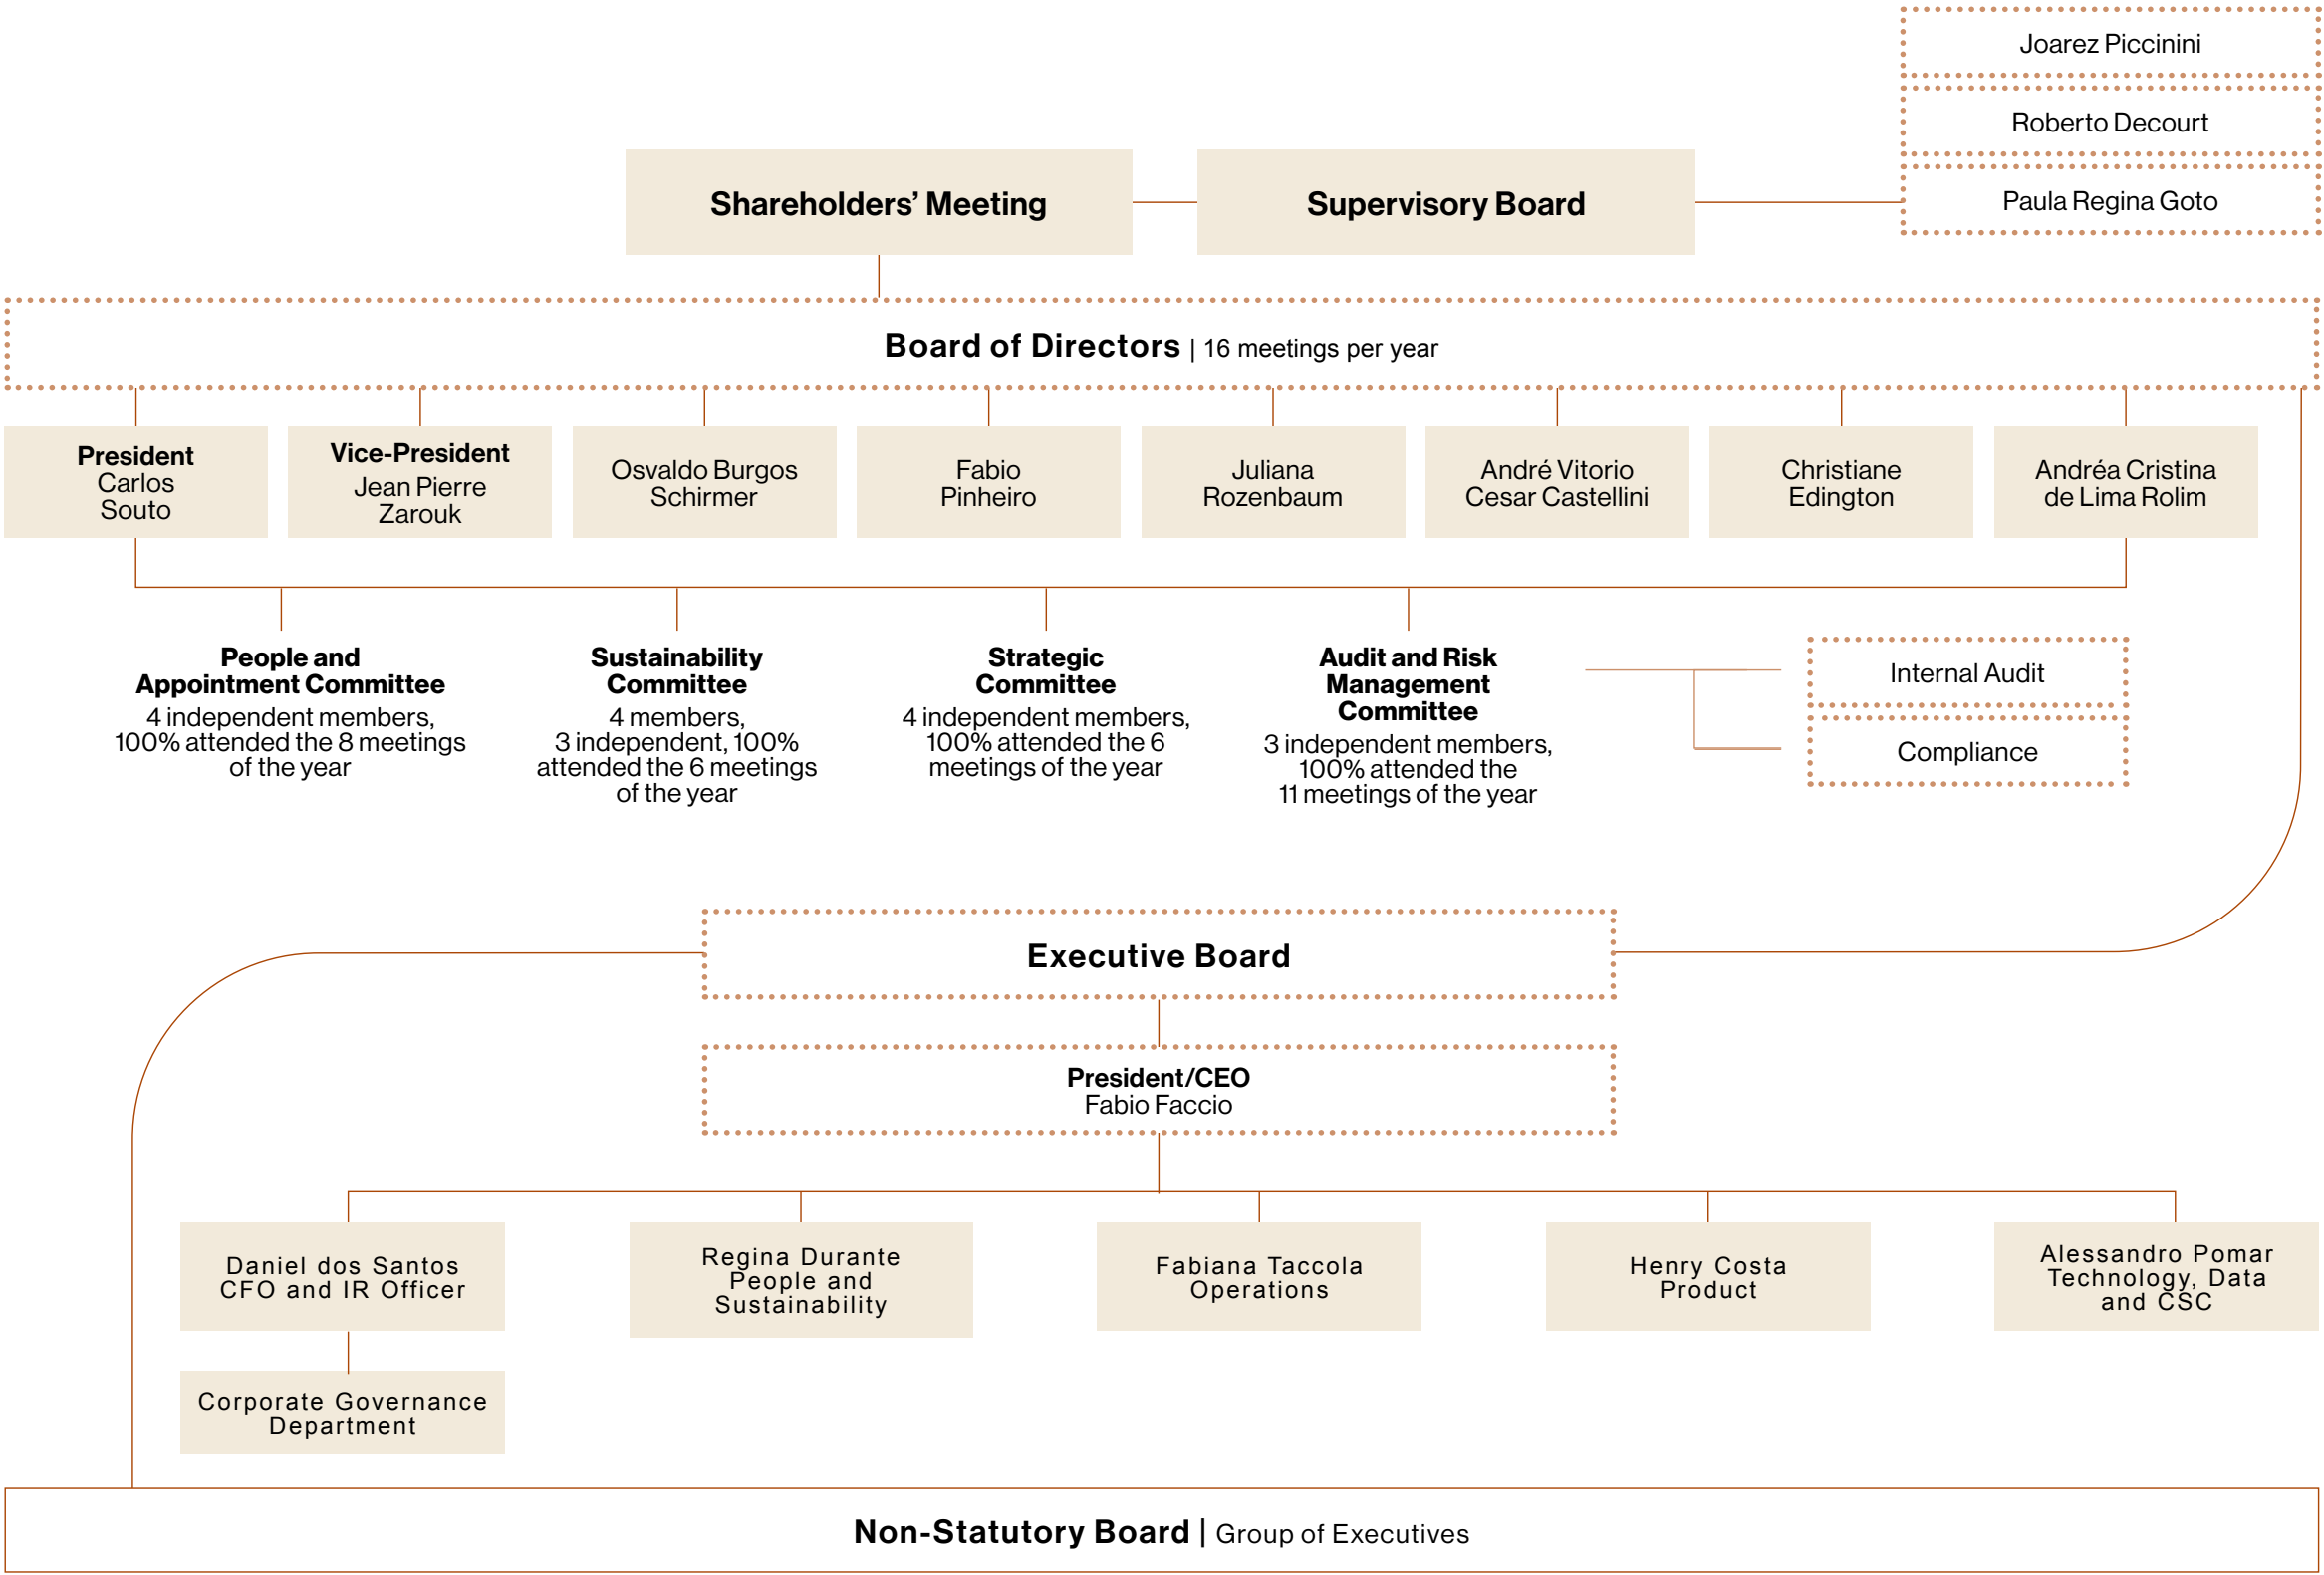 Joarez Piccinini
Roberto Decourt
Paula Regina Goto
Shareholders’ Meeting
Supervisory Board
Board of Directors | 16 meetings per year
President
Carlos
Souto
Vice-President
Jean Pierre
Zarouk
Osvaldo Burgos
Schirmer
Fabio
Pinheiro
Juliana
Rozenbaum
André Vitorio
Cesar Castellini
Christiane
Edington
Andréa Cristina
de Lima Rolim
People and
Appointment Committee
4 independent members,
100% attended the 8 meetings
of the year
Sustainability
Committee
4 members,
3 independent, 100%
attended the 6 meetings
of the year
Strategic
Committee
4 independent members,
100% attended the 6
meetings of the year
Audit and Risk
Management
Committee
3 independent members,
100% attended the
11 meetings of the year
Internal Audit
Compliance
Executive Board
President/CEO
Fabio Faccio
Daniel dos Santos
CFO and IR Officer
Regina Durante
People and
Sustainability
Fabiana Taccola
Operations
Henry Costa
Product
Alessandro Pomar
Technology, Data
and CSC
Corporate Governance
Department
Non-Statutory Board | Group of Executives